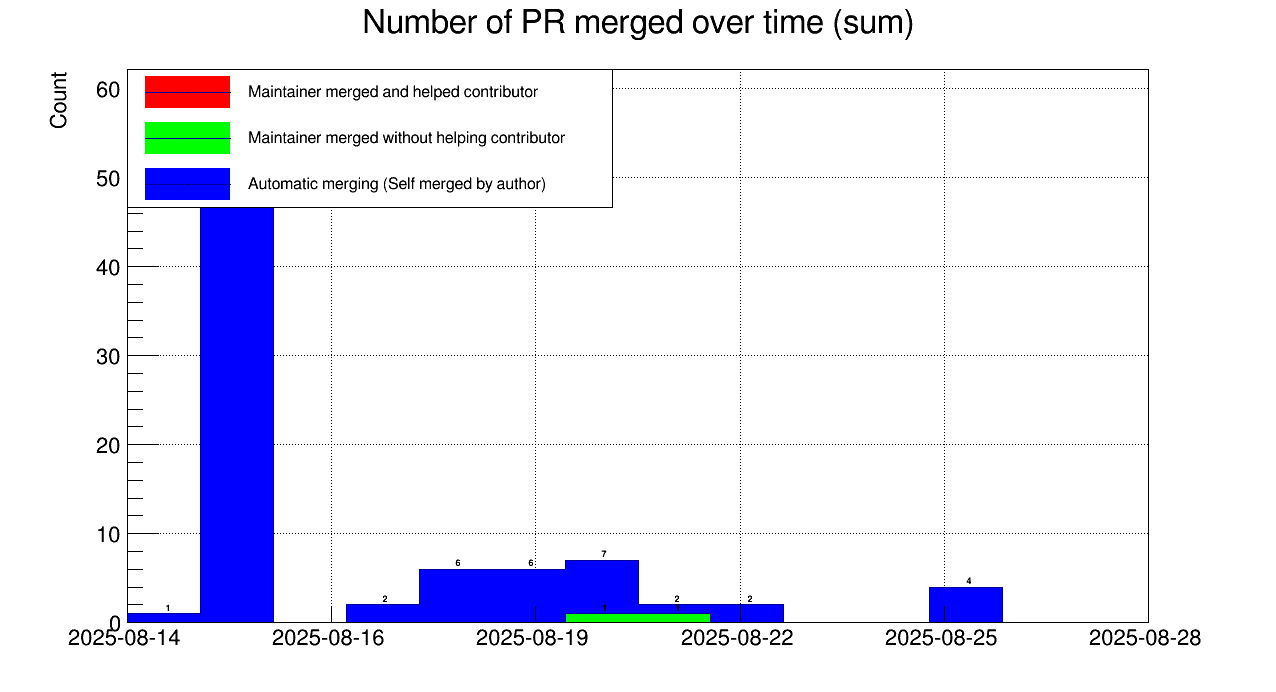 Number of PR merged over time (sum)
Count
60
Maintainer merged and helped contributor
Maintainer merged without helping contributor
50
Automatic merging (Self merged by author)
40
30
20
10
7
6 6
4
2 2 2
1 1 1
0
2025-08-14 2025-08-16 2025-08-19 2025-08-22 2025-08-25 2025-08-28